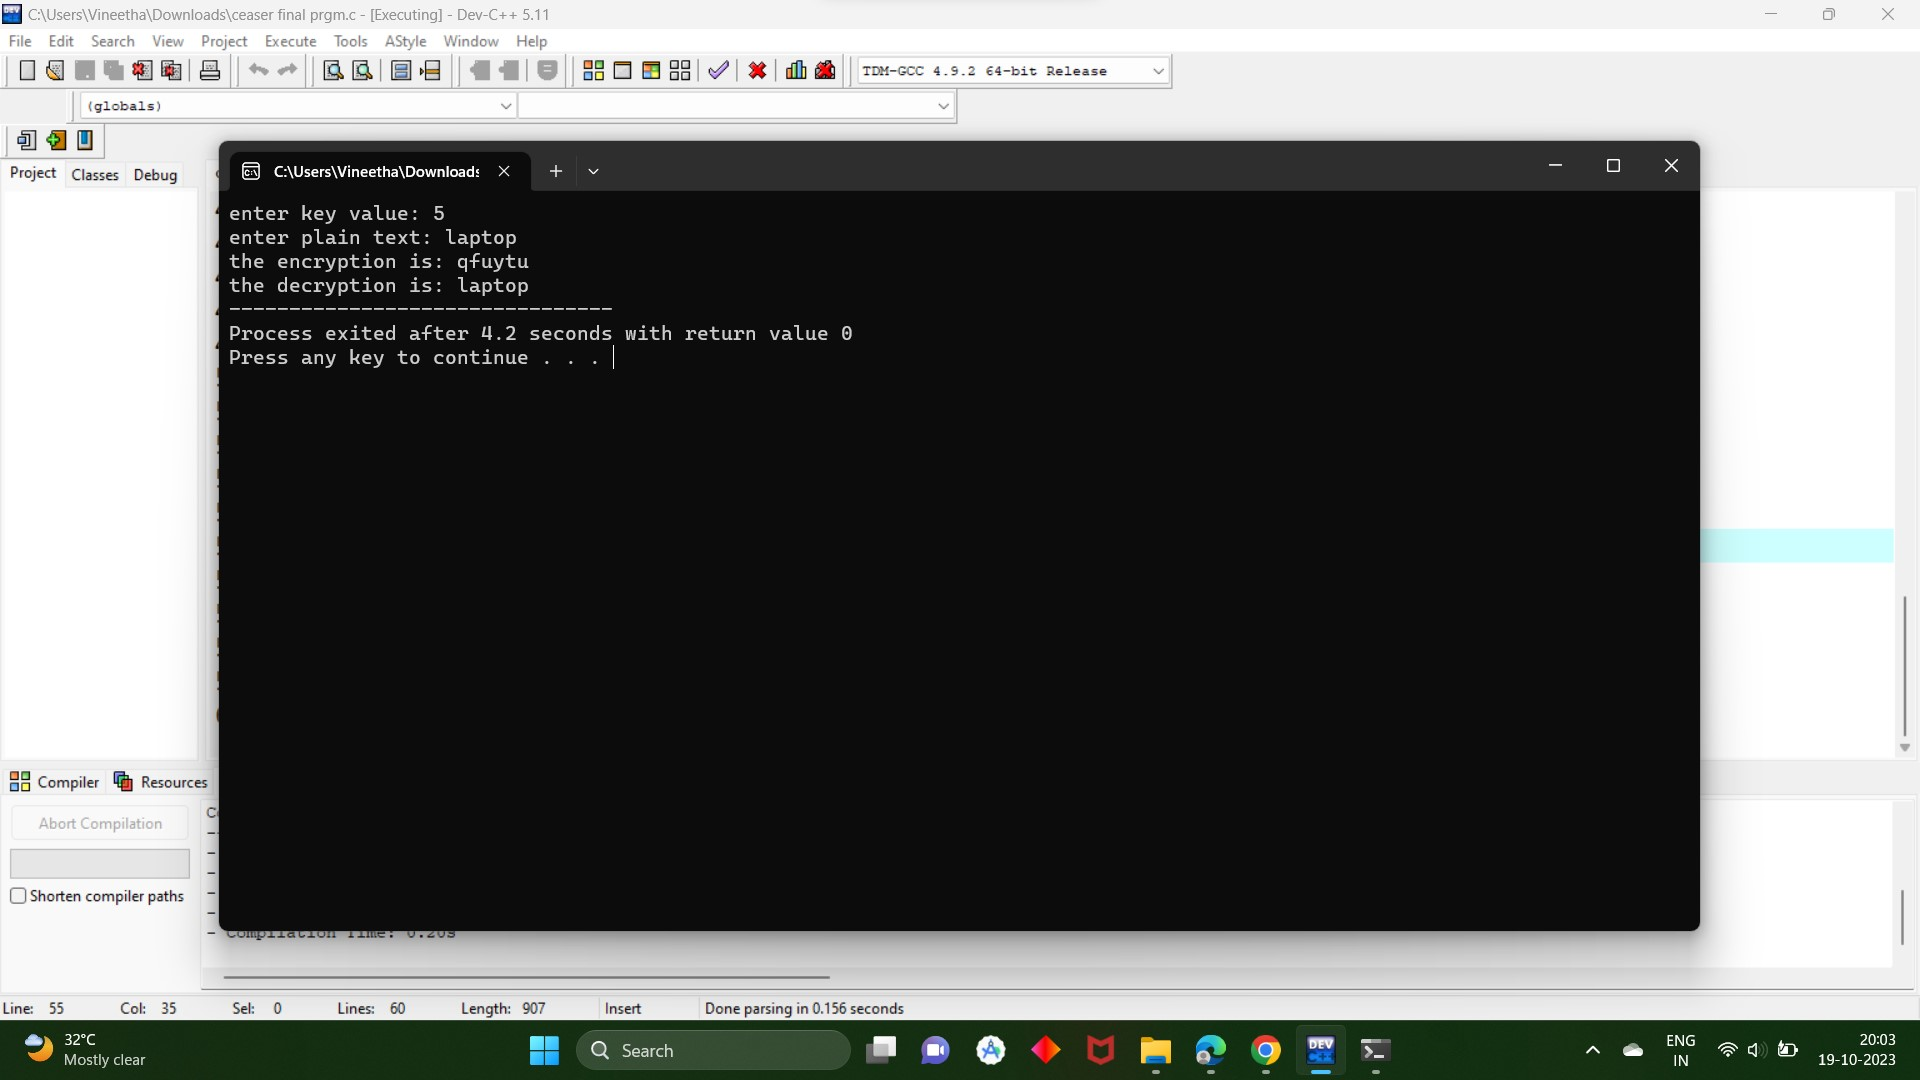 C:\Users\Vineetha\Downloads\ceaser final prgm.c - [Executing] - Dev-C++ 5.11
File Edit Search View Project Execute Tools AStyle Window Help
TDM-GCC 4.9.2 64-bit Release
(globals)
Project Classes Debug
C:\Users\Vineetha\Downloads
enter key value: 5
enter plain text: laptop
the encryption is: qfuytu
the decryption is: laptop
--------------------------------
Process exited after 4.2 seconds with return value 0
Press any key to continue . . .
Compiler Resources
Abort Compilation
Shorten compiler paths
- Compilation Time: 0.20s
Line: 55 Col: 35 Sel: 0 Lines: 60 Length: 907 Insert Done parsing in 0.156 seconds
32°C
Mostly clear
Search
DEV C++
ENG
IN
20:03
19-10-2023